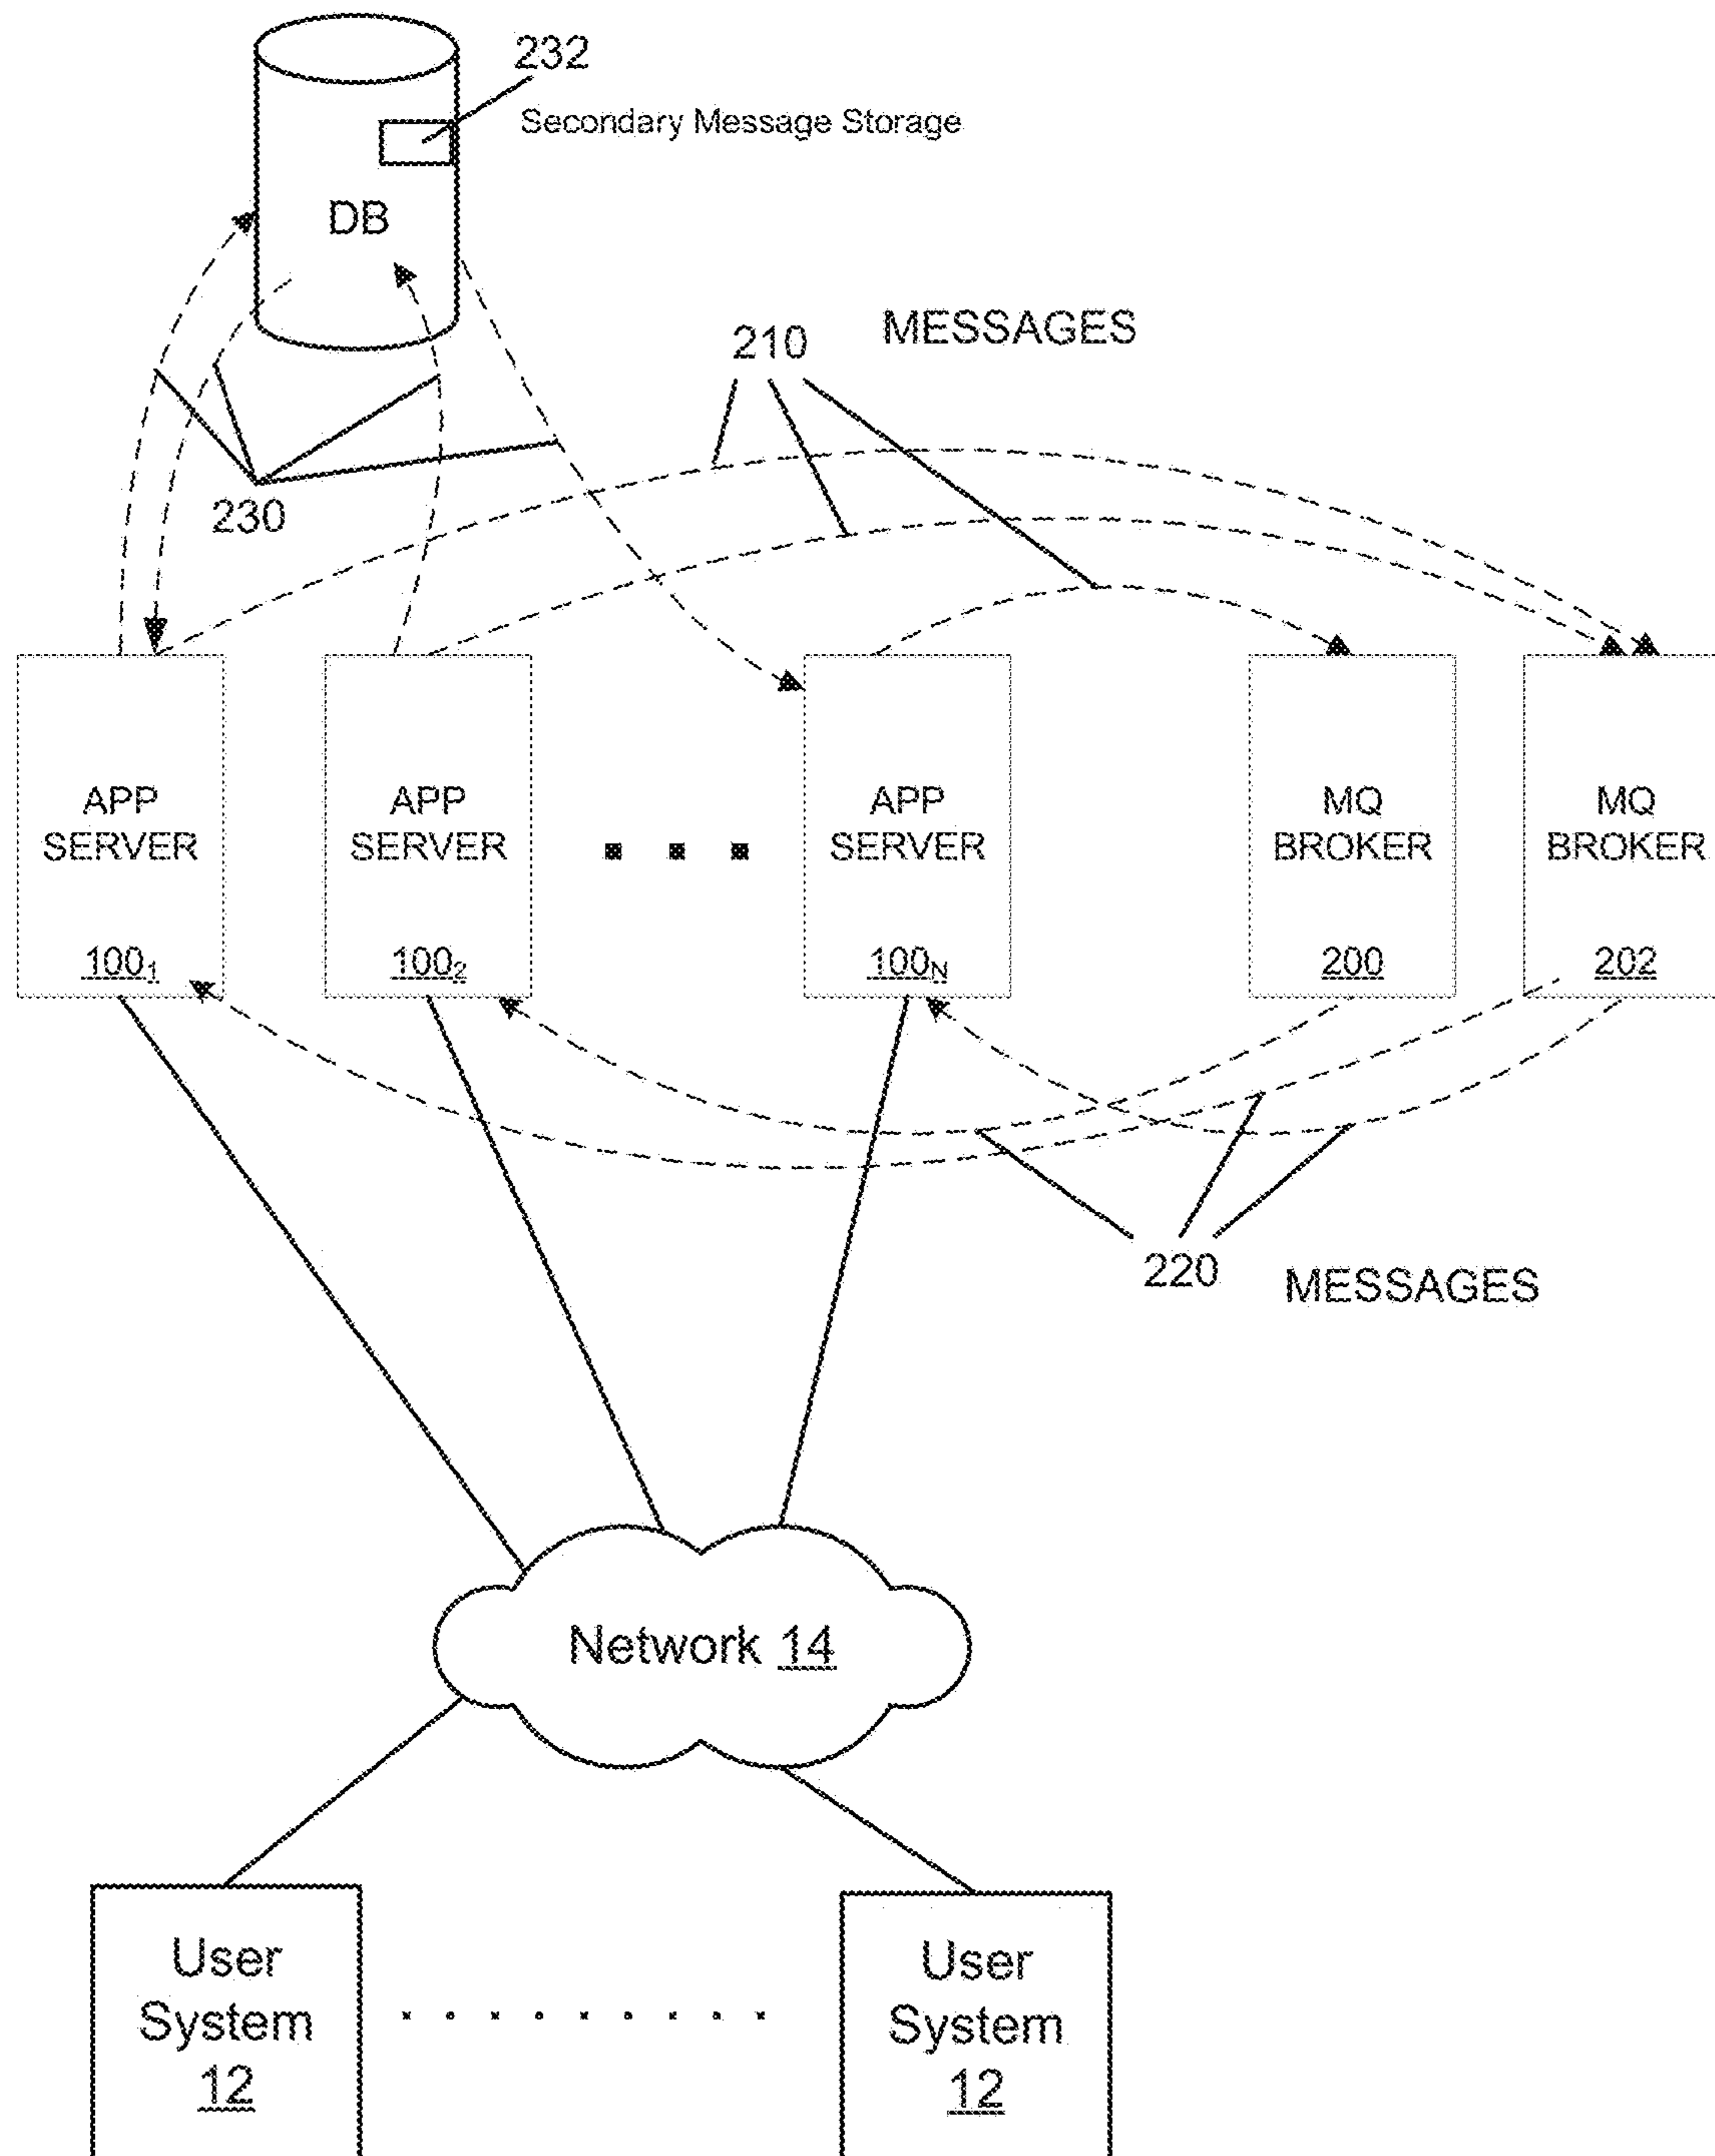 232
Secondary Message Storage
DB
210 MESSAGES
230
APP
SERVER
100₁
APP
SERVER
100₂
APP
SERVER
100N
MQ
BROKER
200
MQ
BROKER
202
220 MESSAGES
Network 14
User
System
12
User
System
12